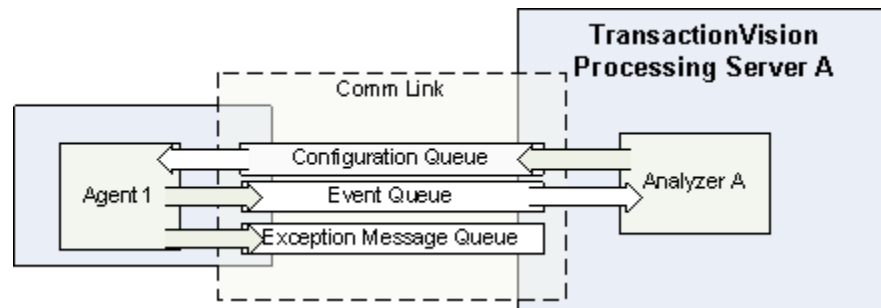 TransactionVision
Processing Server A
Comm Link
Configuration Queue
Agent 1
Event Queue
Analyzer A
Exception Message Queue